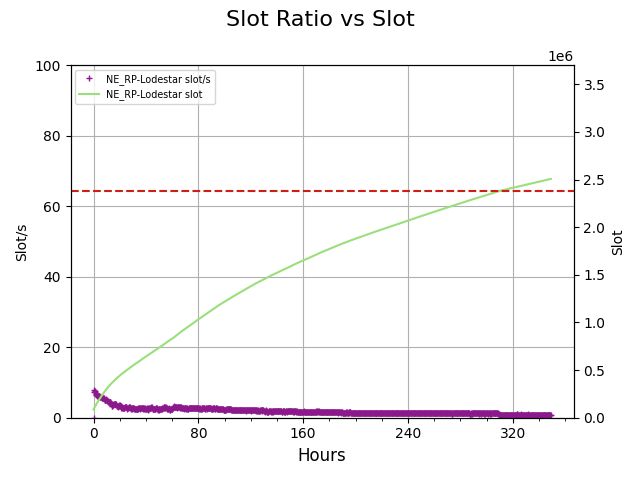 Slot Ratio vs Slot
1e6
100
80
60
40
20
0
Slot/s
NE_RP-Lodestar slot/s
NE_RP-Lodestar slot
3.5
3.0
2.5
2.0
1.5
1.0
0.5
0.0
Slot
0
80
160
240
320
Hours